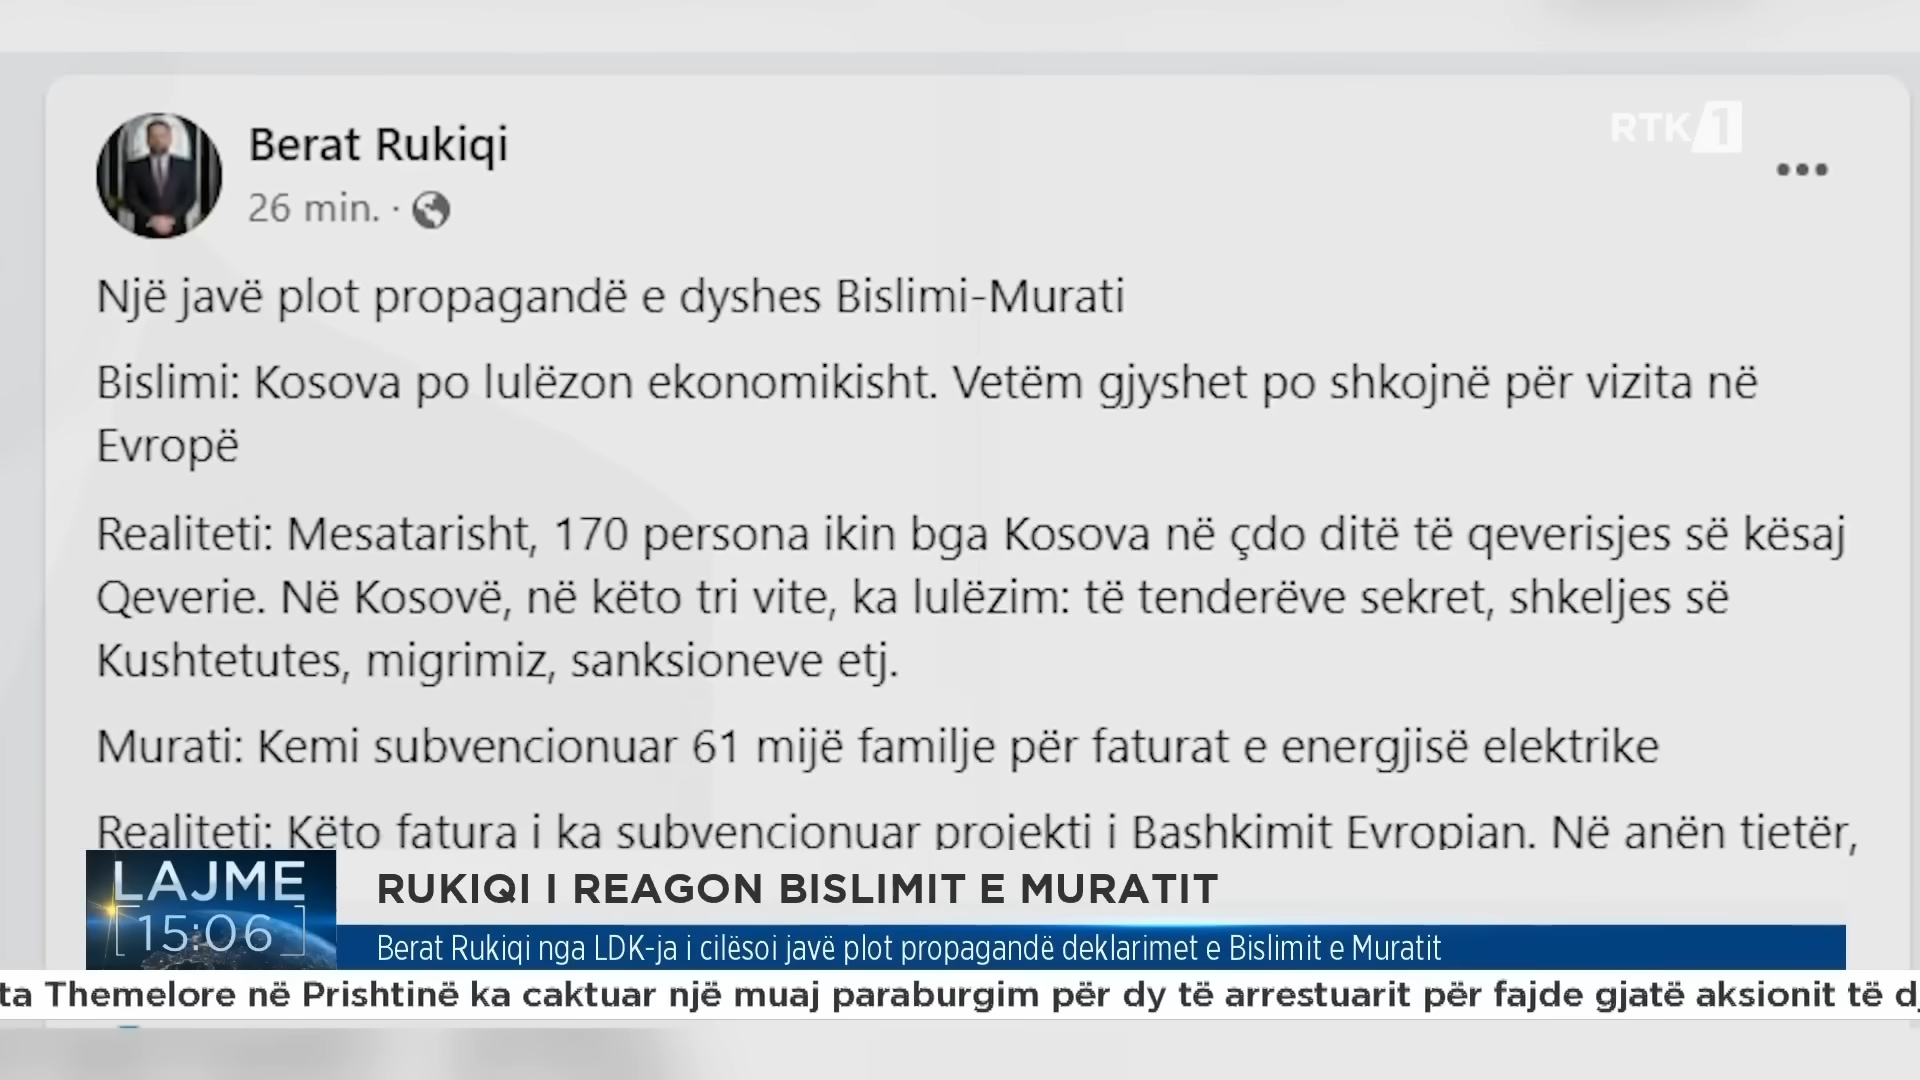 Berat Rukiqi
RTK 1
26 min. ·
Një javë plot propagandë e dyshes Bislimi-Murati
Bislimi: Kosova po lulëzon ekonomikisht. Vetëm gjyshet po shkojnë për vizita në
Evropë
Realiteti: Mesatarisht, 170 persona ikin bga Kosova në çdo ditë të qeverisjes së kësaj
Qeverie. Në Kosovë, në këto tri vite, ka lulëzim: të tenderëve sekret, shkeljes së
Kushtetutes, migrimiz, sanksioneve etj.
Murati: Kemi subvencionuar 61 mijë familje për faturat e energjisë elektrike
Realiteti: Këto fatura i ka subvencionuar projekti i Bashkimit Evropian. Në anën tjetër,
LAJME
15:06
RUKIQI I REAGON BISLIMIT E MURATIT
Berat Rukiqi nga LDK-ja i cilësoi javë plot propagandë deklarimet e Bislimit e Muratit
ta Themelore në Prishtinë ka caktuar një muaj paraburgim për dy të arrestuarit për fajde gjatë aksionit të